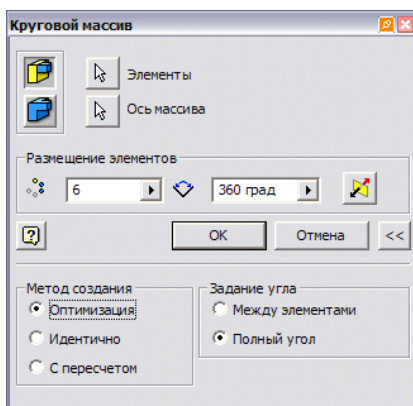 Круговой массив
Элементы
Ось массива
Размещение элементов
6 360 град
ОК Отмена <<
Метод создания
Оптимизация
Идентично
С пересчетом
Задание угла
Между элементами
Полный угол